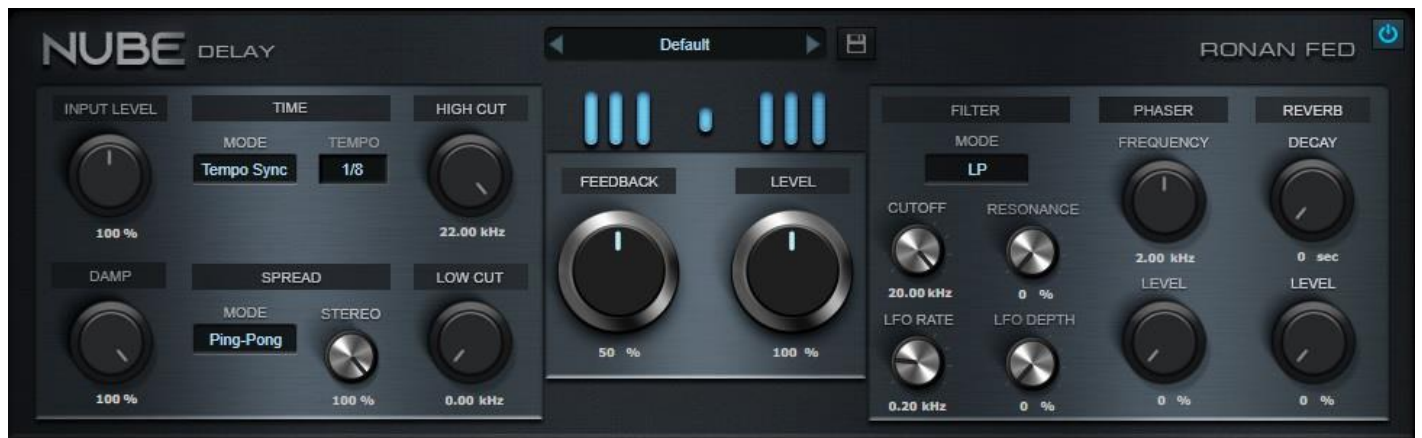 NUBE DELAY
Default
RONAN FED
INPUT LEVEL
100 %
TIME
MODE
Tempo Sync
TEMPO
1/8
HIGH CUT
22.00 kHz
DAMP
100 %
SPREAD
MODE
Ping-Pong
STEREO
100 %
LOW CUT
0.00 kHz
FEEDBACK
50 %
LEVEL
100 %
FILTER
MODE
LP
CUTOFF
20.00 kHz
RESONANCE
0 %
LFO RATE
0.20 kHz
LFO DEPTH
0 %
PHASER
FREQUENCY
2.00 kHz
LEVEL
0 %
REVERB
DECAY
0 sec
LEVEL
0 %